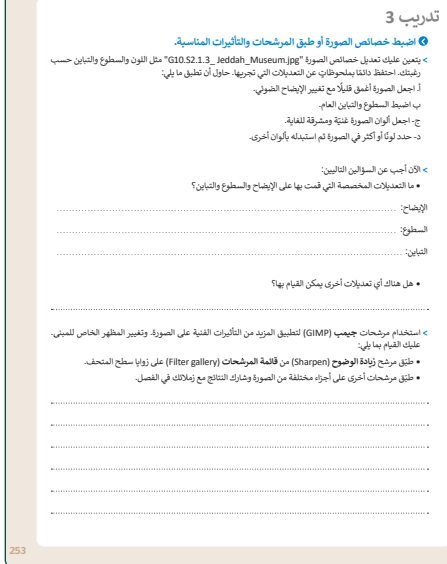 تدريب 3
اضبط خصائص الصورة أو طبق المرشحات والتأثيرات المناسبة.
> يتعين عليك تعديل خصائص الصورة "G10.S2.1.3_ Jeddah_Museum.jpg" مثل اللون والسطوع والتباين حسب
رغبتك. احتفظ دائمًا بملحوظاتٍ عن التعديلات التي تجريها. حاول أن تطبق ما يلي:
أ. اجعل الصورة أغمق قليلًا مع تغيير الإيضاح الضوئي.
ب اضبط السطوع والتباين العام.
ج- اجعل ألوان الصورة غنيّة ومشرقة للغاية.
د- حدد لونًا أو أكثر في الصورة ثم استبدله بألوان أخرى.
> الآن أجب عن السؤالين التاليين:
• ما التعديلات المخصصة التي قمت بها على الإيضاح والسطوع والتباين؟
الإيضاح:
السطوع:
التباين:
• هل هناك أي تعديلات أخرى يمكن القيام بها؟
> استخدام مرشحات جيمب (GIMP) لتطبيق المزيد من التأثيرات الفنية على الصورة. وتغيير المظهر الخاص للمبنى.
عليك القيام بما يلي:
• طبّق مرشح زيادة الوضوح (Sharpen) من قائمة المرشحات (Filter gallery) على زوايا سطح المتحف.
• طبّق مرشحات أخرى على أجزاء مختلفة من الصورة وشارك النتائج مع زملائك في الفصل.
253